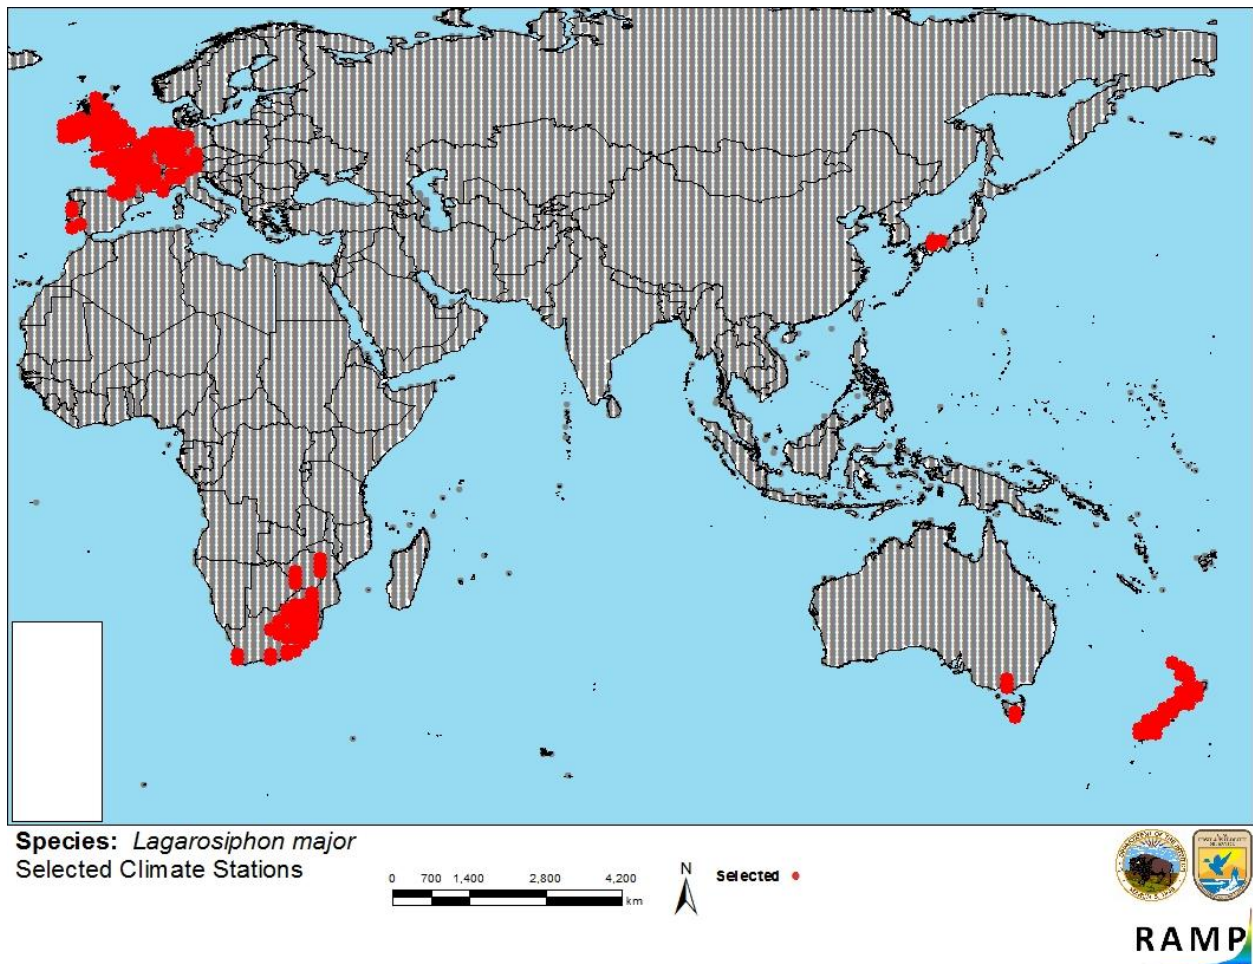 Species: Lagarosiphon major
Selected Climate Stations
0 700 1,400 2,800 4,200
km
N
Selected
RAMP